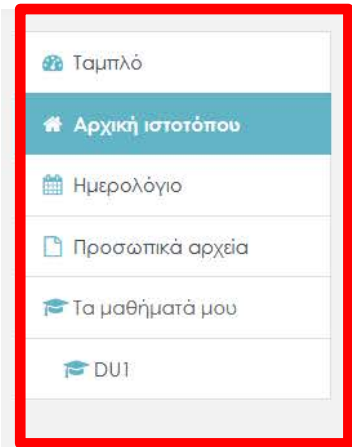 Ταμπλό
Αρχική ιστοτόπου
Ημερολόγιο
Προσωπικά αρχεία
Τα μαθήματά μου
DU1